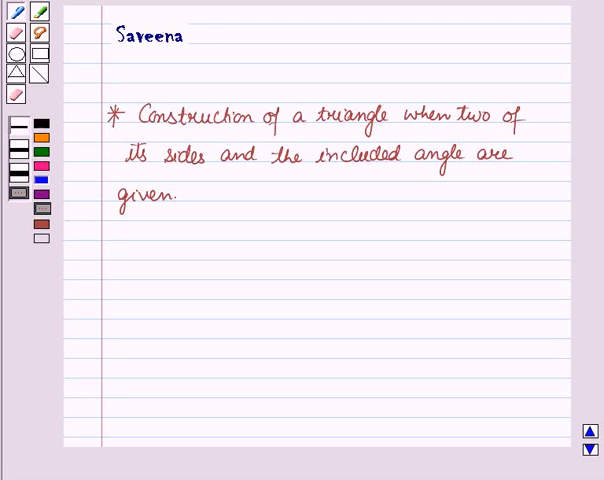 Saveena
* Construction of a triangle when two of
its sides and the included angle are
given.